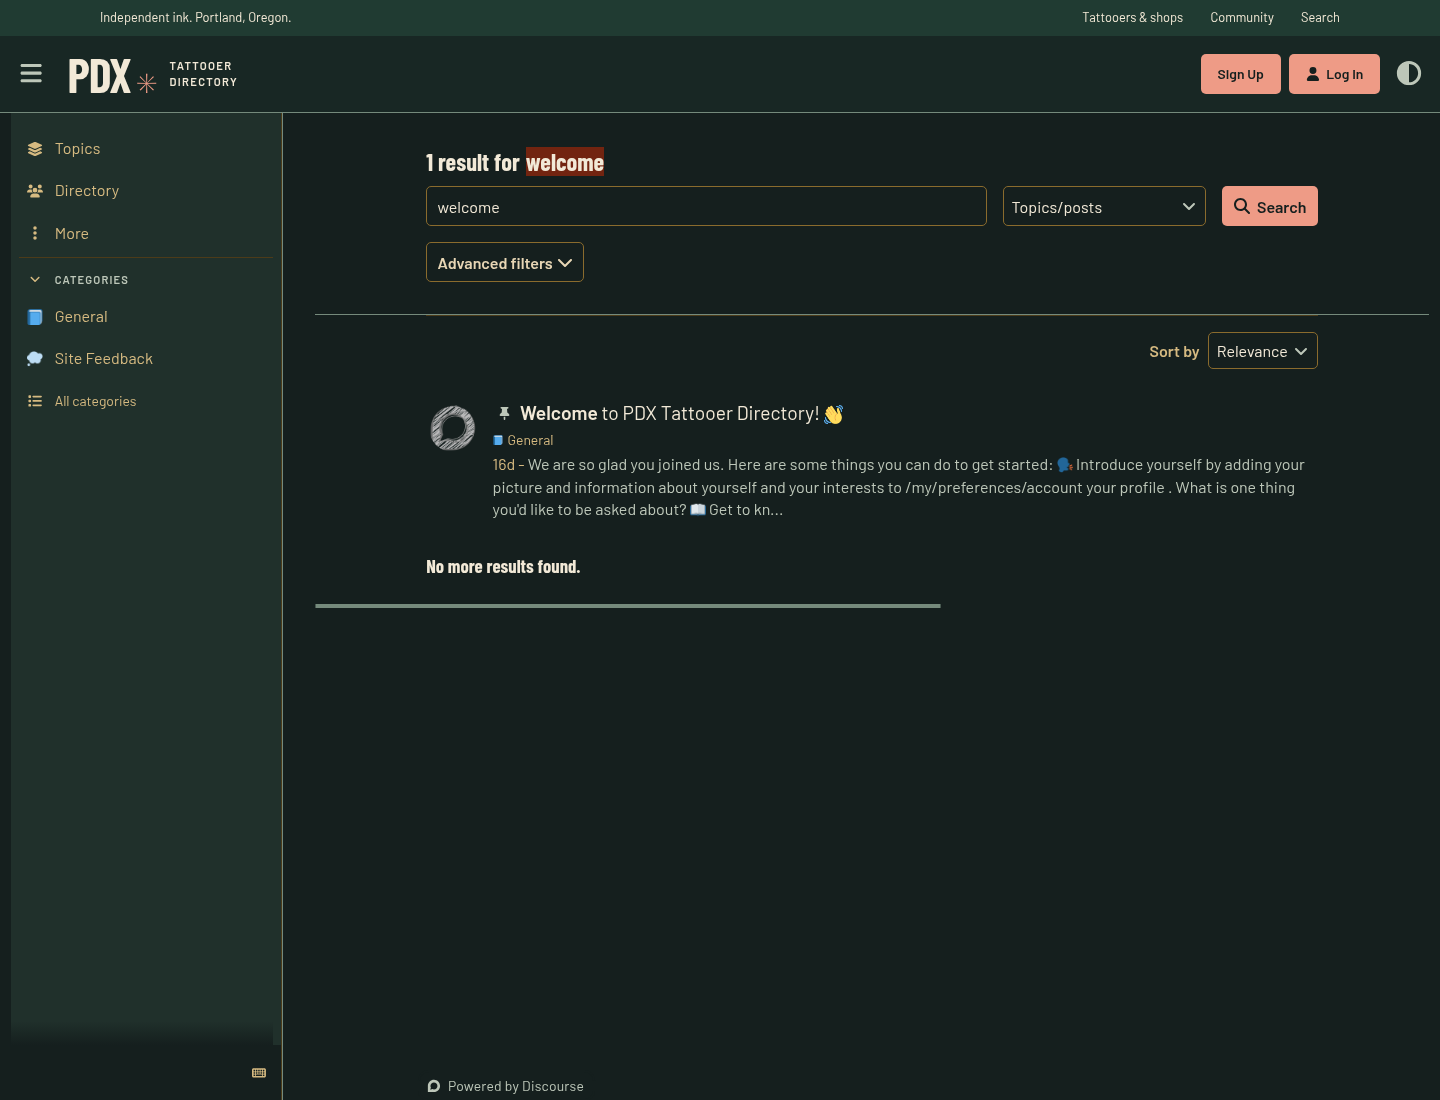 Independent ink. Portland, Oregon.
Tattooers & shops
Community
Search
PDX
TATTOOER
DIRECTORY
Sign Up
Log In
Topics
Directory
More
CATEGORIES
General
Site Feedback
All categories
1 result for welcome
welcome
Topics/posts
Search
Advanced filters
Sort by
Relevance
Welcome to PDX Tattooer Directory! 👋
General
16d - We are so glad you joined us. Here are some things you can do to get started: 🗣 Introduce yourself by adding your
picture and information about yourself and your interests to /my/preferences/account your profile . What is one thing
you'd like to be asked about? 📖 Get to kn...
No more results found.
Powered by Discourse